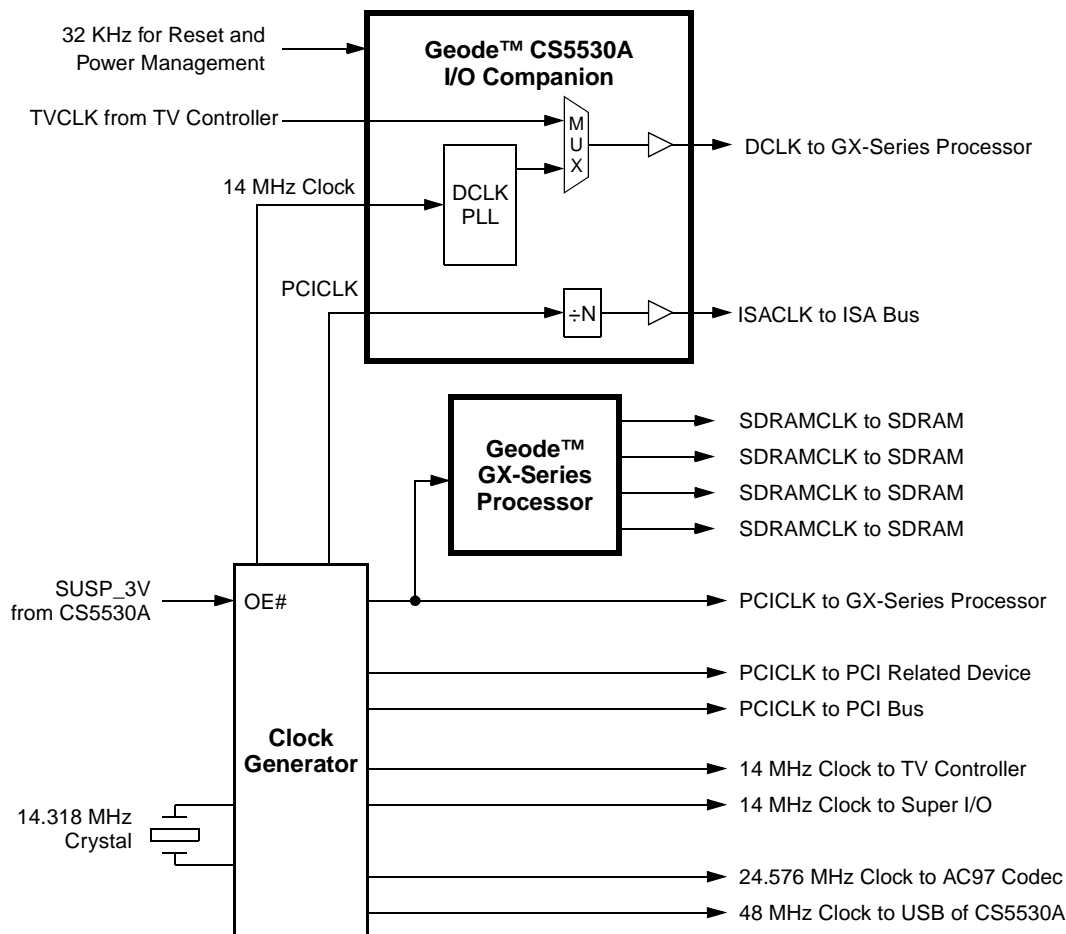 32 KHz for Reset and
Power Management
Geode™ CS5530A
I/O Companion
TVCLK from TV Controller
M
U
X
DCLK to GX-Series Processor
14 MHz Clock
DCLK
PLL
PCICLK
÷N
ISACLK to ISA Bus
Geode™
GX-Series
Processor
SDRAMCLK to SDRAM
SDRAMCLK to SDRAM
SDRAMCLK to SDRAM
SDRAMCLK to SDRAM
SUSP_3V
from CS5530A
OE#
PCICLK to GX-Series Processor
PCICLK to PCI Related Device
PCICLK to PCI Bus
Clock
Generator
14 MHz Clock to TV Controller
14 MHz Clock to Super I/O
14.318 MHz
Crystal
24.576 MHz Clock to AC97 Codec
48 MHz Clock to USB of CS5530A